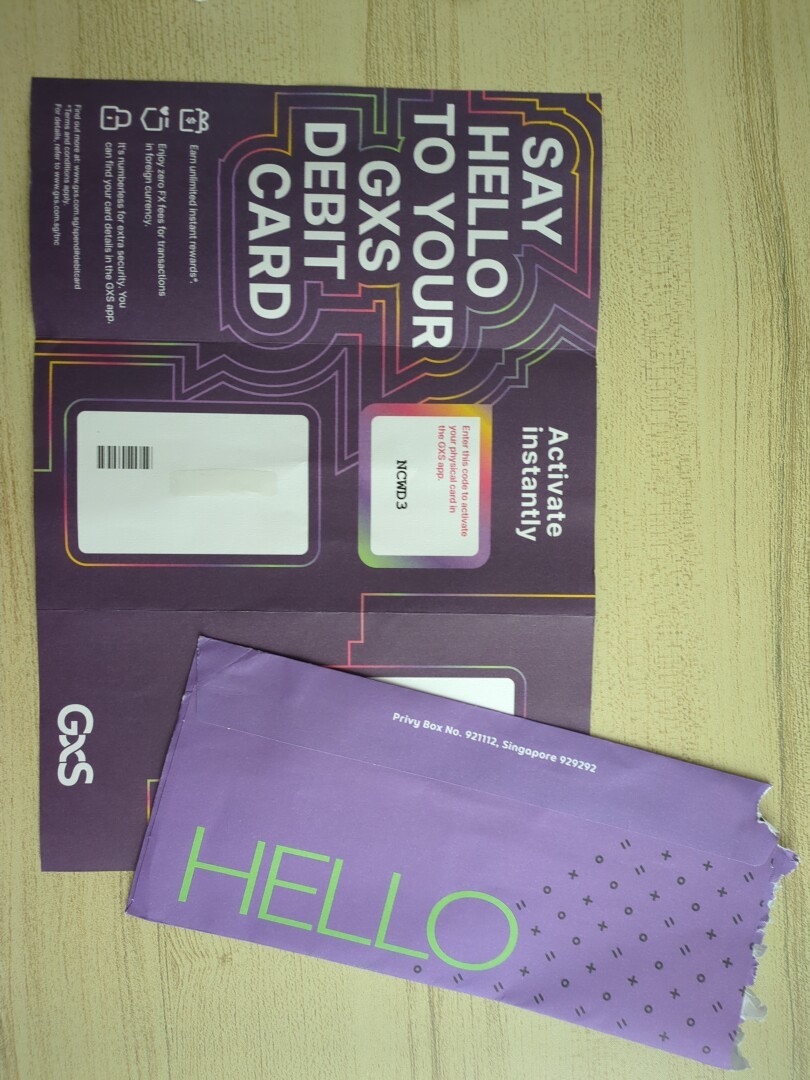 SAY
HELLO
TO YOUR
GXS
DEBIT
CARD
Earn unlimited instant rewards*.
Enjoy zero FX fees for transactions
in foreign currency.
It's numberless for extra security. You
can find your card details in the GXS app.
Find out more at: www.gxs.com.sg/spend/debitcard
*Terms and conditions apply.
For details, refer to www.gxs.com.sg/tnc
Activate
instantly
Enter this code to activate
your physical card in
the GXS app.
NCWD3
GXS
Privy Box No. 921112, Singapore 929292
HELLO